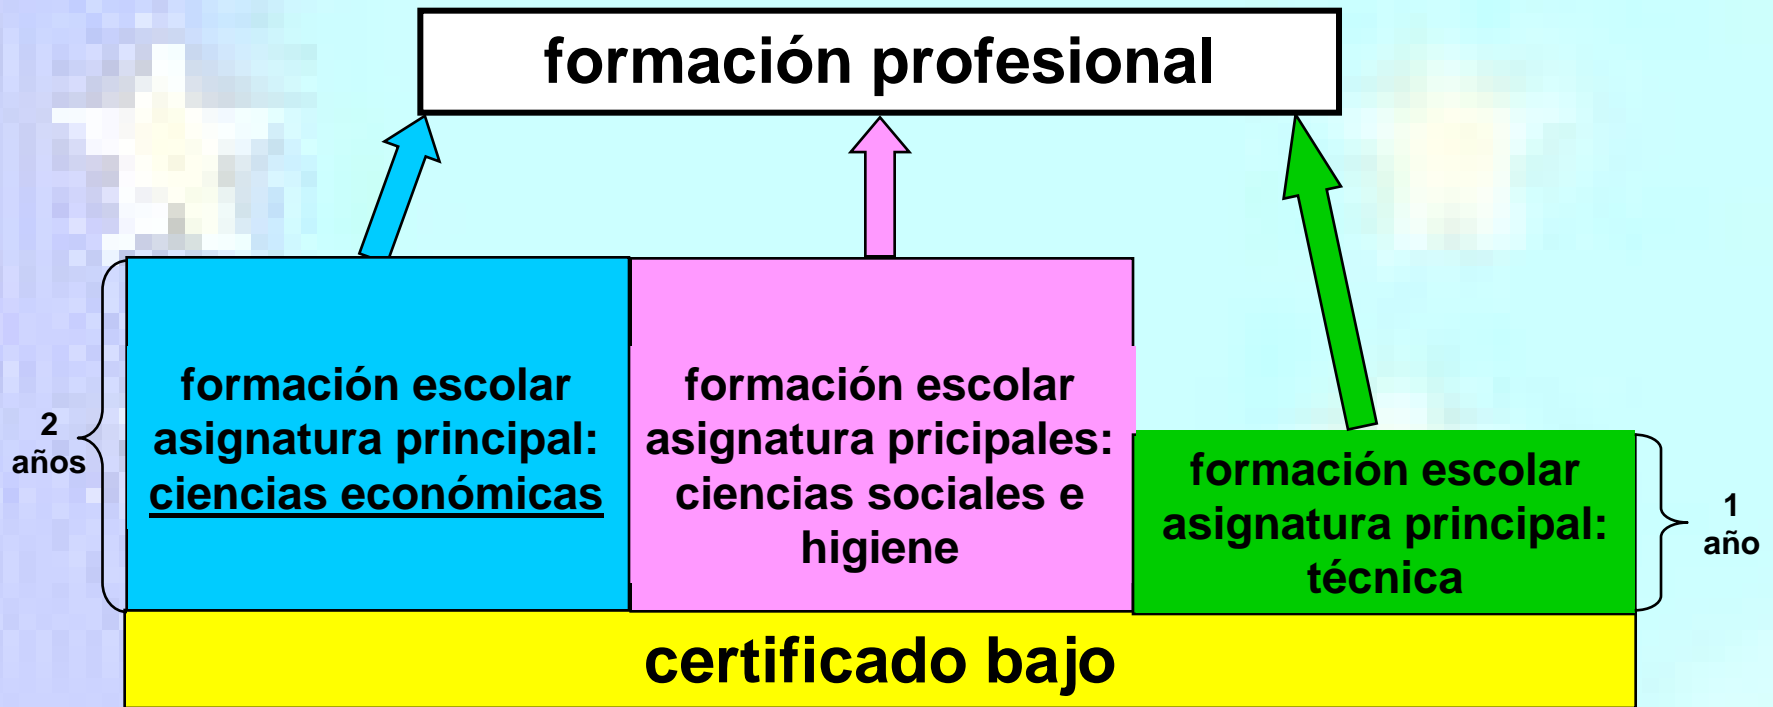 formación profesional
2
años
formación escolar
asignatura principal:
ciencias económicas
formación escolar
asignatura pricipales:
ciencias sociales e
higiene
formación escolar
asignatura principal:
técnica
1
año
certificado bajo